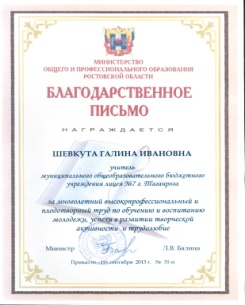 МИНИСТЕРСТВО
ОБЩЕГО И ПРОФЕССИОНАЛЬНОГО ОБРАЗОВАНИЯ
РОСТОВСКОЙ ОБЛАСТИ
БЛАГОДАРСТВЕННОЕ
ПИСЬМО
НАГРАЖДАЕТСЯ
ШЕВКУТА ГАЛИНА ИВАНОВНА
учитель
муниципального общеобразовательного бюджетного
учреждения лицея №7 г. Таганрога
за многолетний высокопрофессиональный и
плодотворный труд по обучению и воспитанию
молодежи, успехи в развитии творческой
активности и трудолюбие
Министр Л.В. Балина
Приказ от сентября 2013 г. №